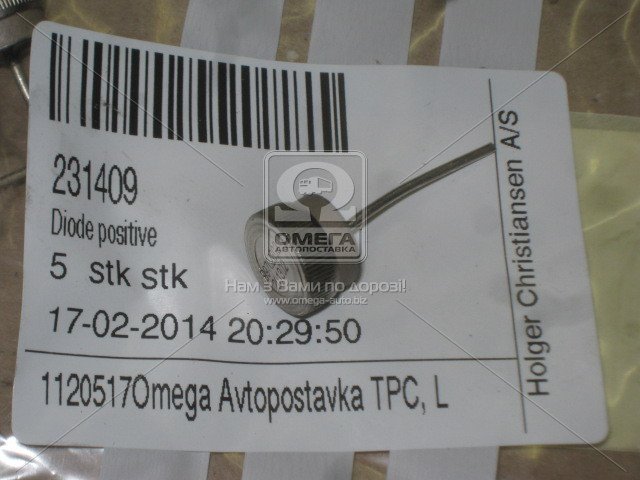 231409
Diode positive
5 stk stk
17-02-2014 20:29:50
1120517Omega Avtopostavka TPC, L
Holger Christiansen A/S
ОМЕГА
АВТОПОСТАВКА
Нам з Вами по дорозі!
www.omega-auto.biz